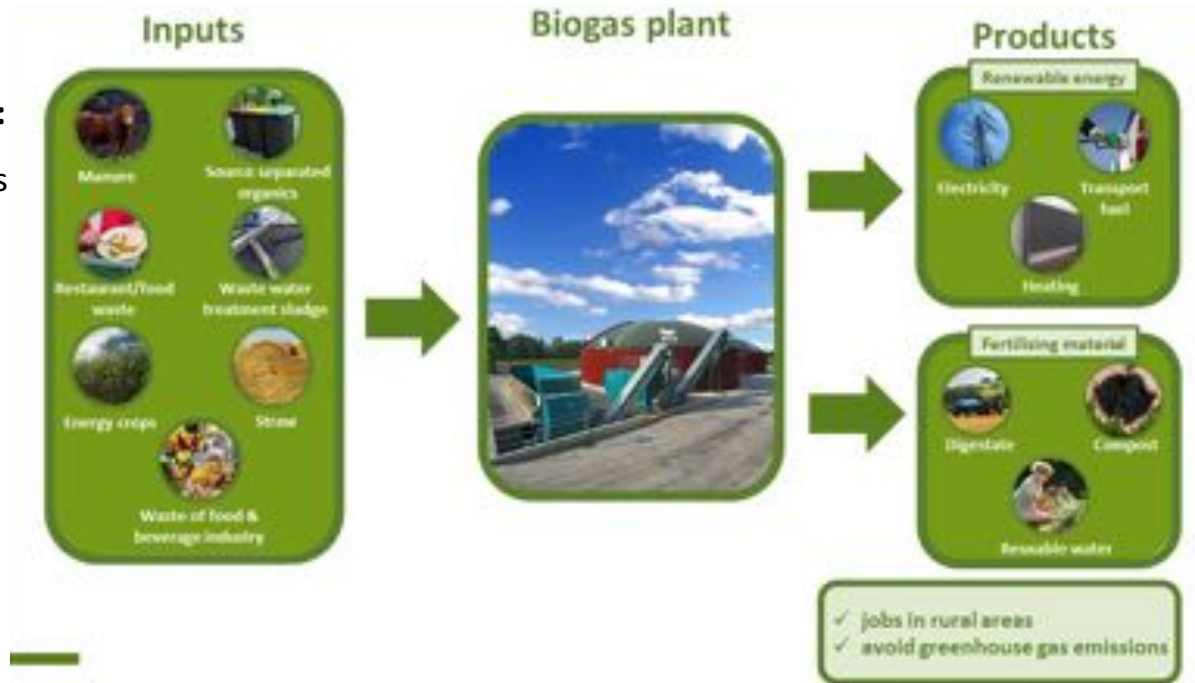 Inputs
Biogas plant
Products
:
s
Manure
Source separated
organics
Restaurant/food
waste
Waste water
treatment sludge
Energy crops
Straw
Waste of food &
beverage industry
Renewable energy
Electricity
Transport
fuel
Heating
Fertilising material
Digestate
Compost
Reusable water
✓ jobs in rural areas
✓ avoid greenhouse gas emissions